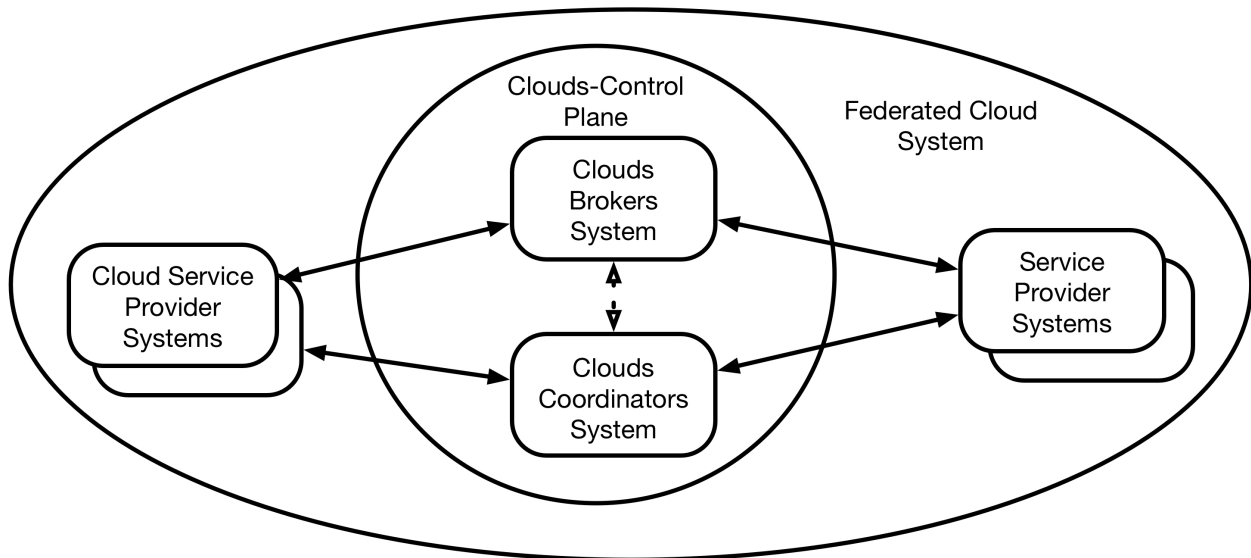 Clouds-Control
Plane
Federated Cloud
System
Clouds
Brokers
System
Cloud Service
Provider
Systems
Service
Provider
Systems
Clouds
Coordinators
System